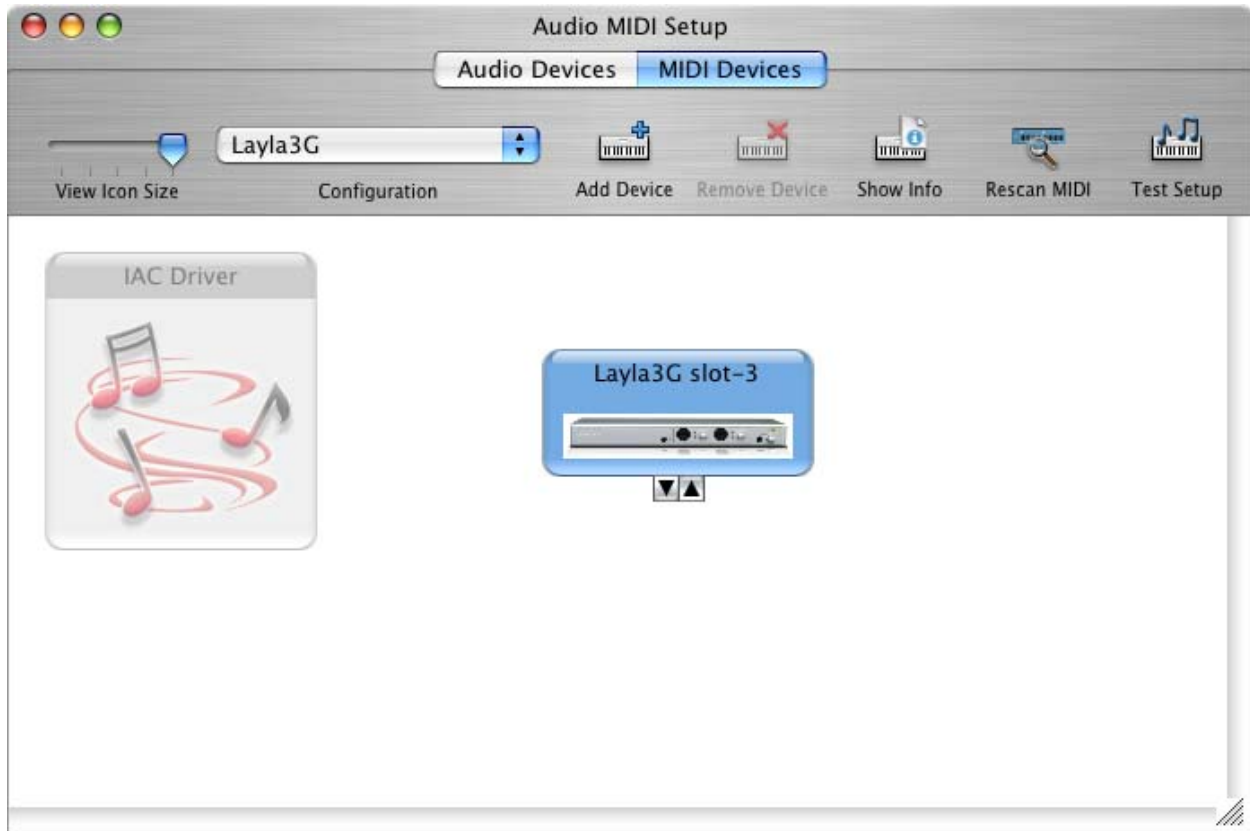 Audio MIDI Setup
Audio Devices MIDI Devices
Layla3G
View Icon Size Configuration Add Device Remove Device Show Info Rescan MIDI Test Setup
IAC Driver
Layla3G slot-3